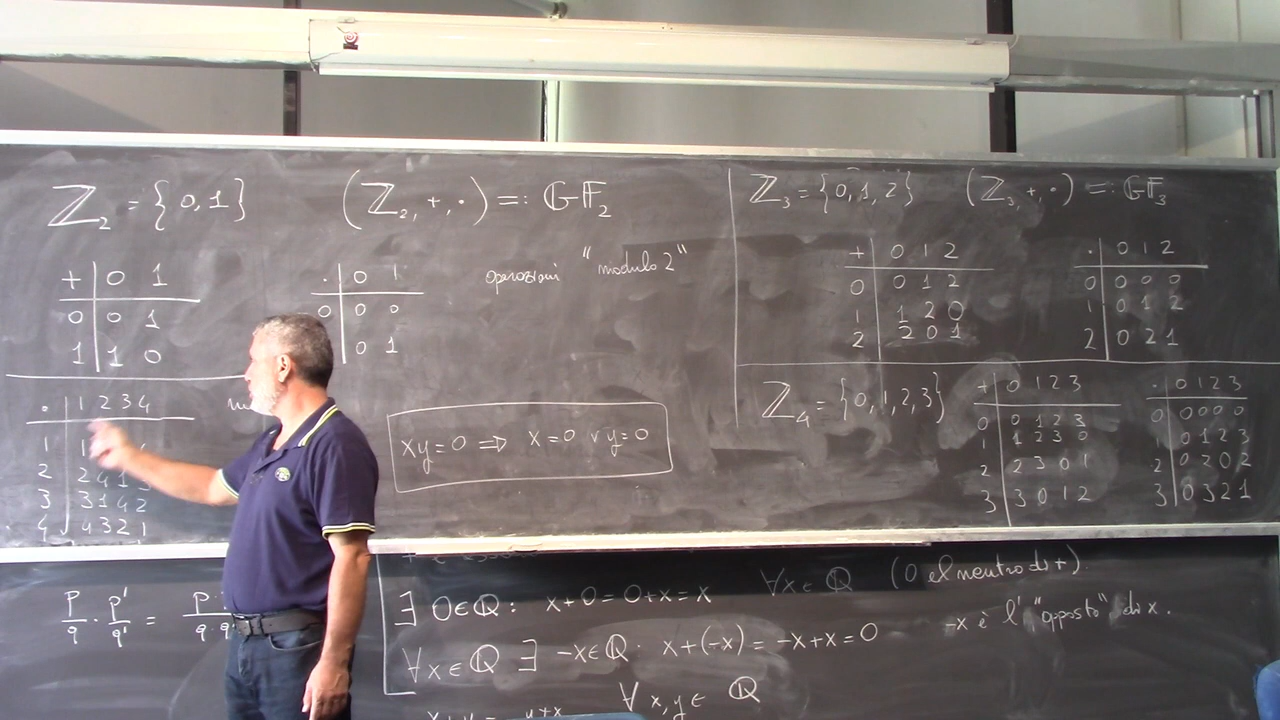 ℤ₂ = {0,1} (ℤ₂,+,·) =: 𝔾𝔽₂
+ | 0 1
0 | 0 1
1 | 1 0
· | 0 1
0 | 0 0
| 0 1
operazioni "modulo 2"
· | 1 2 3 4
1 | 1
2 | 2 4 1 3
3 | 3 1 4 2
4 | 4 3 2 1
xy=0 ⟹ x=0 ∨ y=0
ℤ₃ = {0,1,2} (ℤ₃,+,·) =: 𝔾𝔽₃
+ | 0 1 2
0 | 0 1 2
1 | 1 2 0
2 | 2 0 1
· | 0 1 2
0 | 0 0 0
1 | 0 1 2
2 | 0 2 1
ℤ₄ = {0,1,2,3}
+ | 0 1 2 3
0 | 0 1 2 3
1 | 1 2 3 0
2 | 2 3 0 1
3 | 3 0 1 2
· | 0 1 2 3
0 | 0 0 0 0
1 | 0 1 2 3
2 | 0 2 0 2
3 | 0 3 2 1
p/q · p'/q' =
∃ 0∈ℚ: x+0=0+x=x ∀x∈ℚ (0 el neutro di +).
∀x∈ℚ ∃ -x∈ℚ: x+(-x) = -x+x=0 -x è l'"opposto" di x.
∀ x,y∈ ℚ